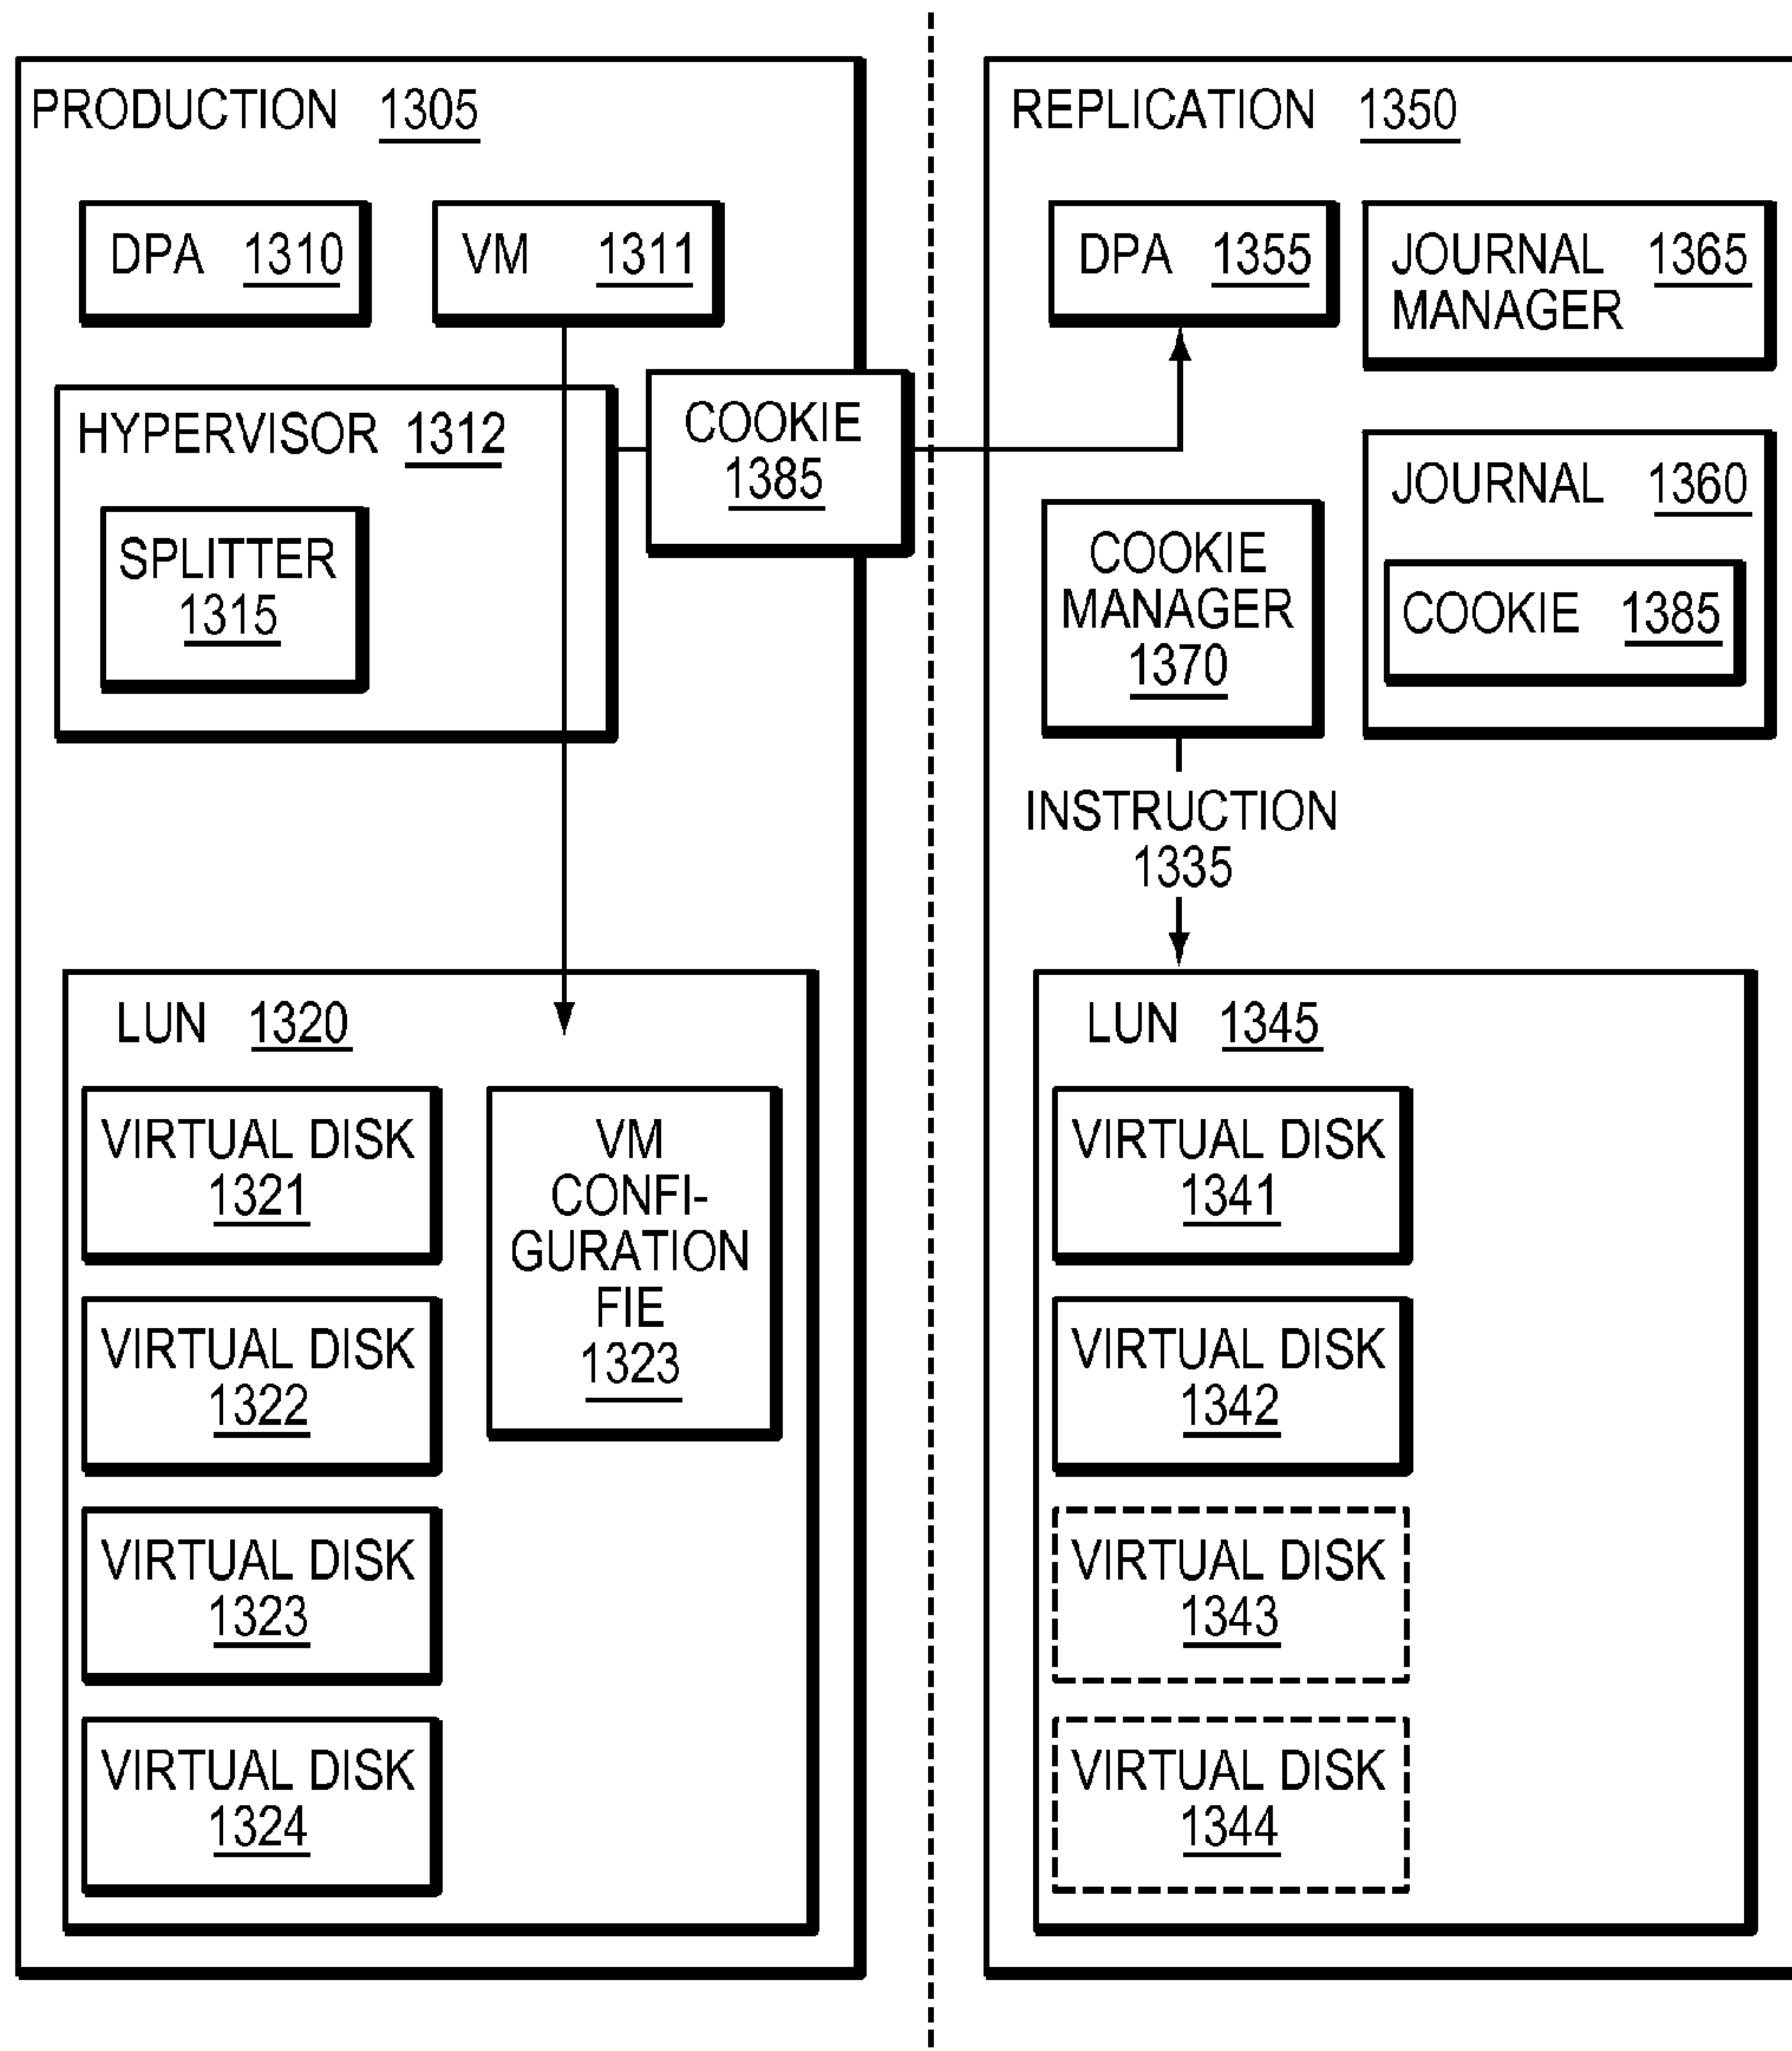 PRODUCTION 1305
DPA 1310
VM 1311
HYPERVISOR 1312
SPLITTER
1315
COOKIE
1385
LUN 1320
VIRTUAL DISK
1321
VIRTUAL DISK
1322
VIRTUAL DISK
1323
VIRTUAL DISK
1324
VM
CONFI-
GURATION
FIE
1323
REPLICATION 1350
DPA 1355
JOURNAL 1365
MANAGER
COOKIE
MANAGER
1370
JOURNAL 1360
COOKIE 1385
INSTRUCTION
1335
LUN 1345
VIRTUAL DISK
1341
VIRTUAL DISK
1342
VIRTUAL DISK
1343
VIRTUAL DISK
1344